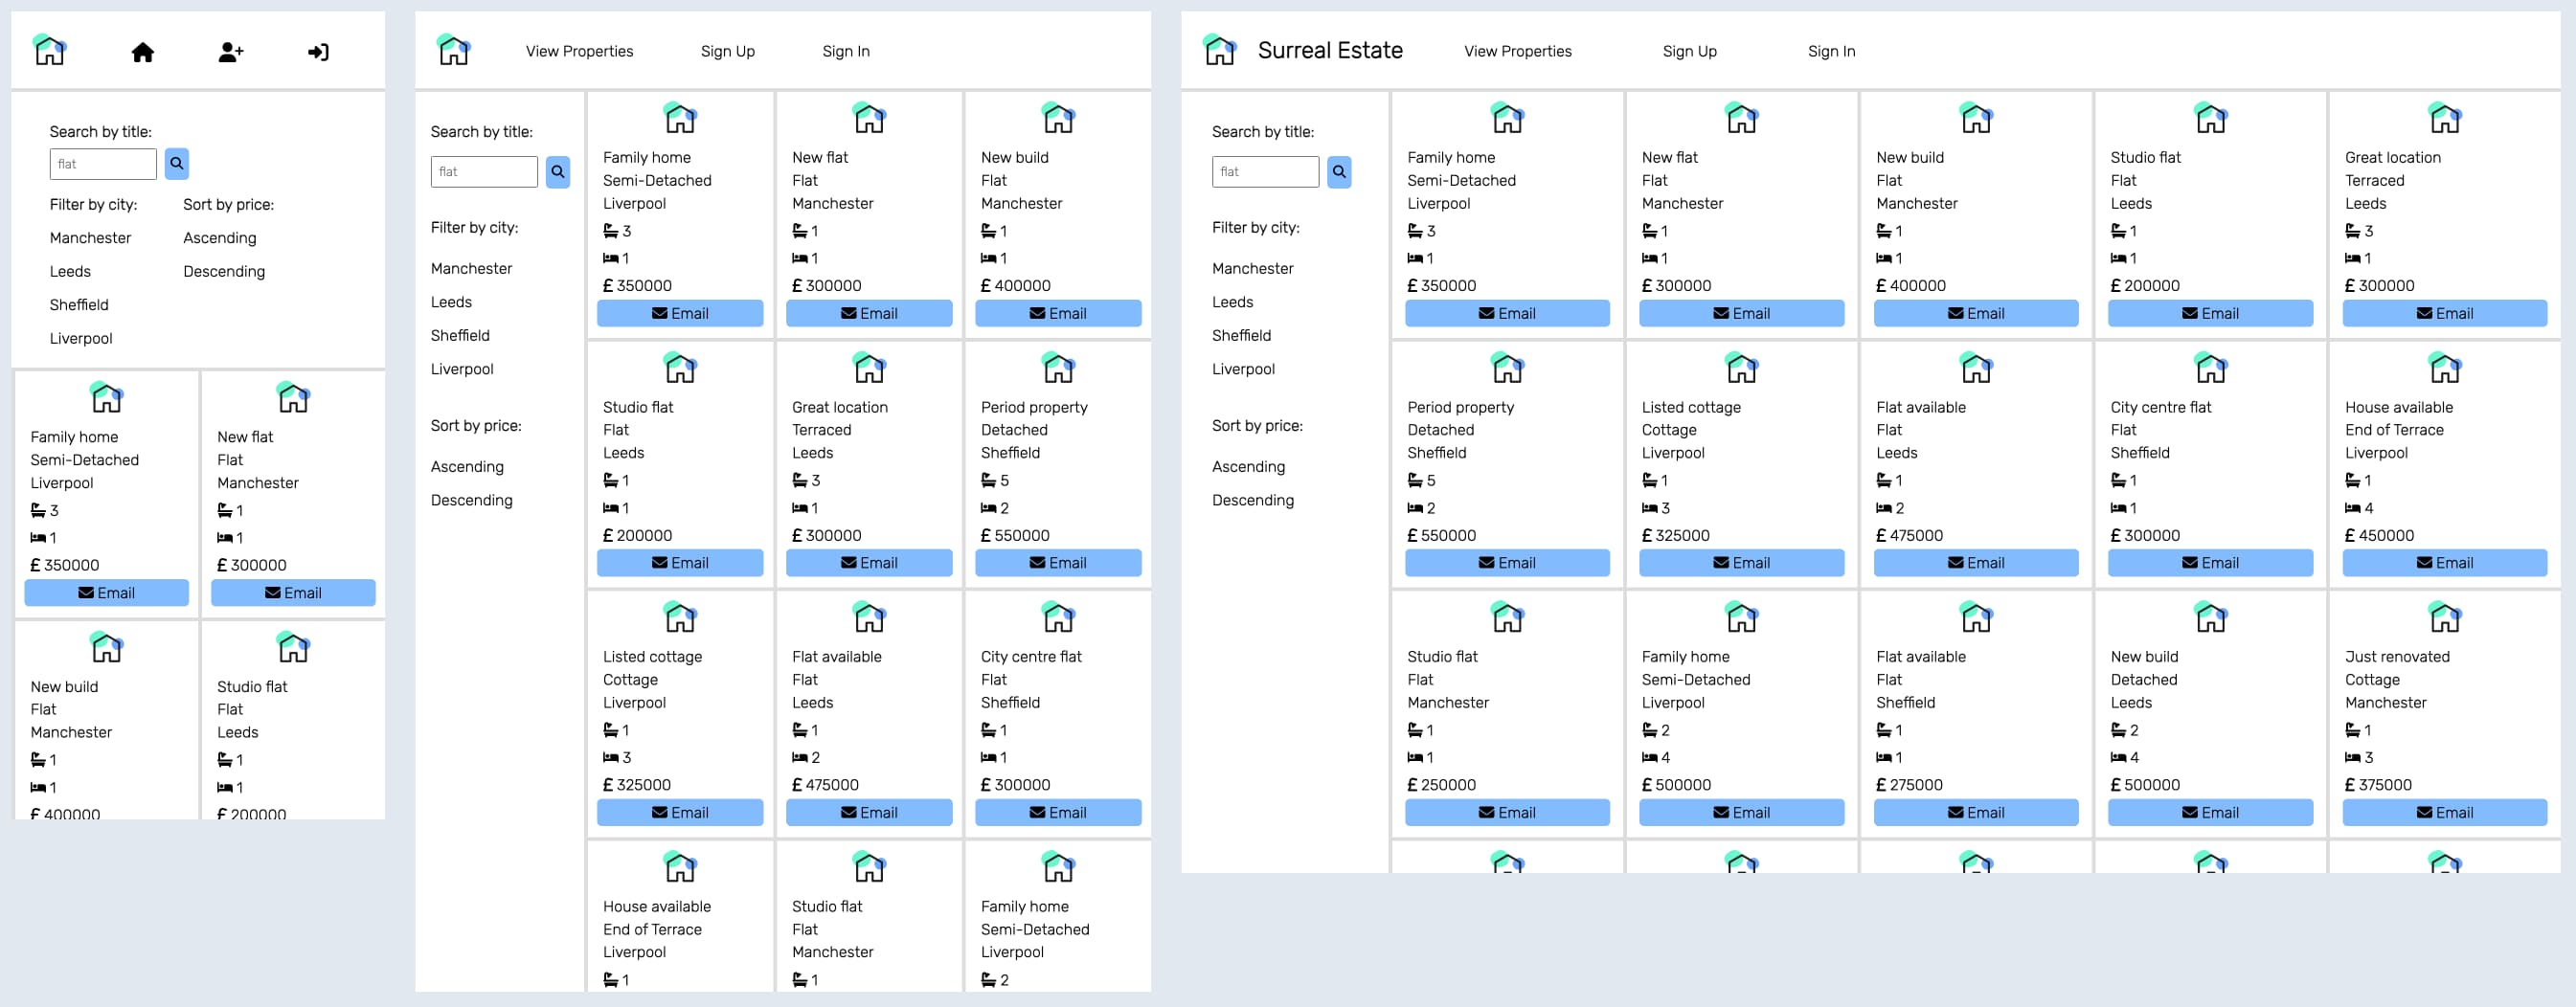 Search by title:
flat
Filter by city:
Sort by price:
Manchester
Ascending
Leeds
Descending
Sheffield
Liverpool
Family home
Semi-Detached
Liverpool
3
1
£ 350000
Email
New flat
Flat
Manchester
1
1
£ 300000
Email
New build
Flat
Manchester
1
1
£ 400000
Studio flat
Flat
Leeds
1
1
£ 200000
View Properties
Sign Up
Sign In
Search by title:
flat
Filter by city:
Manchester
Leeds
Sheffield
Liverpool
Sort by price:
Ascending
Descending
Family home
Semi-Detached
Liverpool
3
1
£ 350000
Email
New flat
Flat
Manchester
1
1
£ 300000
Email
New build
Flat
Manchester
1
1
£ 400000
Email
Studio flat
Flat
Leeds
1
1
£ 200000
Email
Great location
Terraced
Leeds
3
1
£ 300000
Email
Period property
Detached
Sheffield
5
2
£ 550000
Email
Listed cottage
Cottage
Liverpool
1
3
£ 325000
Email
Flat available
Flat
Leeds
1
2
£ 475000
Email
City centre flat
Flat
Sheffield
1
1
£ 300000
Email
House available
End of Terrace
Liverpool
1
Studio flat
Flat
Manchester
1
Family home
Semi-Detached
Liverpool
2
Surreal Estate
View Properties
Sign Up
Sign In
Search by title:
flat
Filter by city:
Manchester
Leeds
Sheffield
Liverpool
Sort by price:
Ascending
Descending
Family home
Semi-Detached
Liverpool
3
1
£ 350000
Email
New flat
Flat
Manchester
1
1
£ 300000
Email
New build
Flat
Manchester
1
1
£ 400000
Email
Studio flat
Flat
Leeds
1
1
£ 200000
Email
Great location
Terraced
Leeds
3
1
£ 300000
Email
Period property
Detached
Sheffield
5
2
£ 550000
Email
Listed cottage
Cottage
Liverpool
1
3
£ 325000
Email
Flat available
Flat
Leeds
1
2
£ 475000
Email
City centre flat
Flat
Sheffield
1
1
£ 300000
Email
House available
End of Terrace
Liverpool
1
4
£ 450000
Email
Studio flat
Flat
Manchester
1
1
£ 250000
Email
Family home
Semi-Detached
Liverpool
2
4
£ 500000
Email
Flat available
Flat
Sheffield
1
1
£ 275000
Email
New build
Detached
Leeds
2
4
£ 500000
Email
Just renovated
Cottage
Manchester
1
3
£ 375000
Email